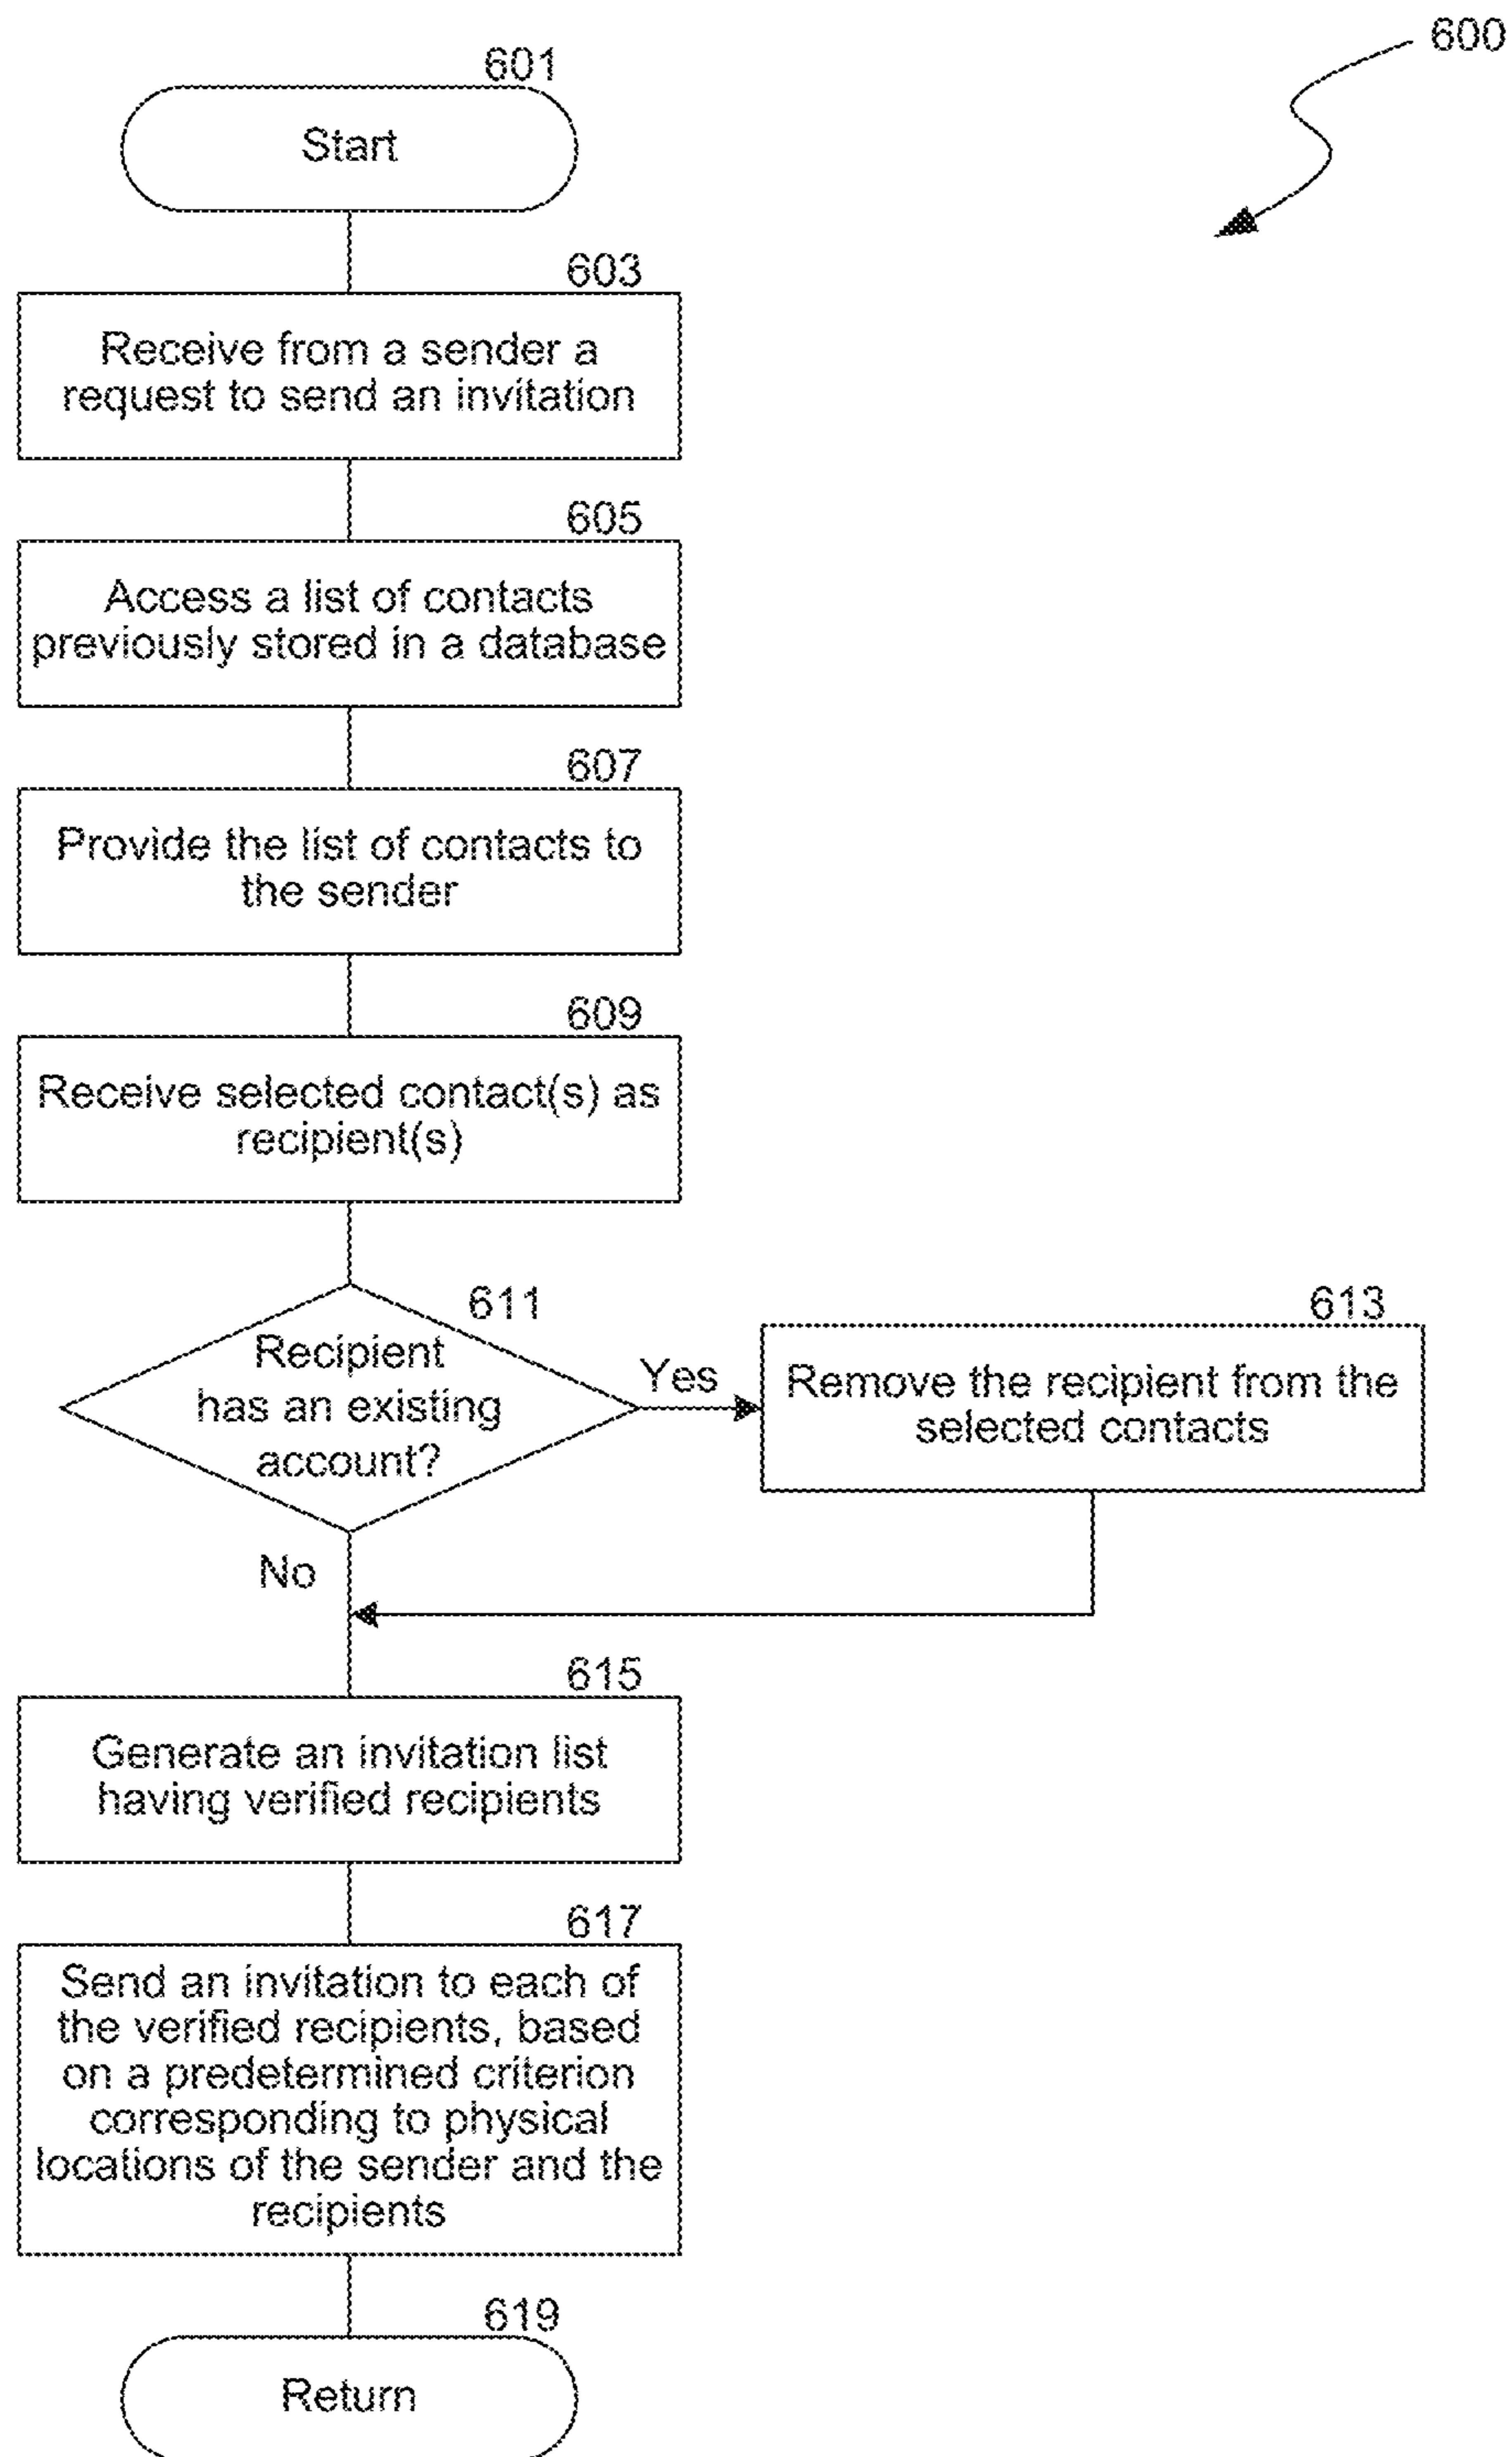 600
601
Start
603
Receive from a sender a
request to send an invitation
605
Access a list of contacts
previously stored in a database
607
Provide the list of contacts to
the sender
609
Receive selected contact(s) as
recipient(s)
611
Recipient
has an existing
account?
Yes
613
Remove the recipient from the
selected contacts
No
615
Generate an invitation list
having verified recipients
617
Send an invitation to each of
the verified recipients, based
on a predetermined criterion
corresponding to physical
locations of the sender and the
recipients
619
Return